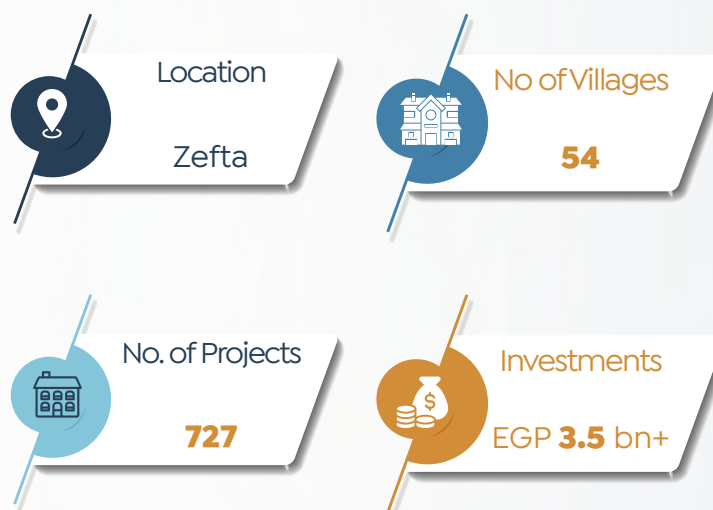 Location
Zefta
No of Villages
54
No. of Projects
727
Investments
EGP 3.5 bn+